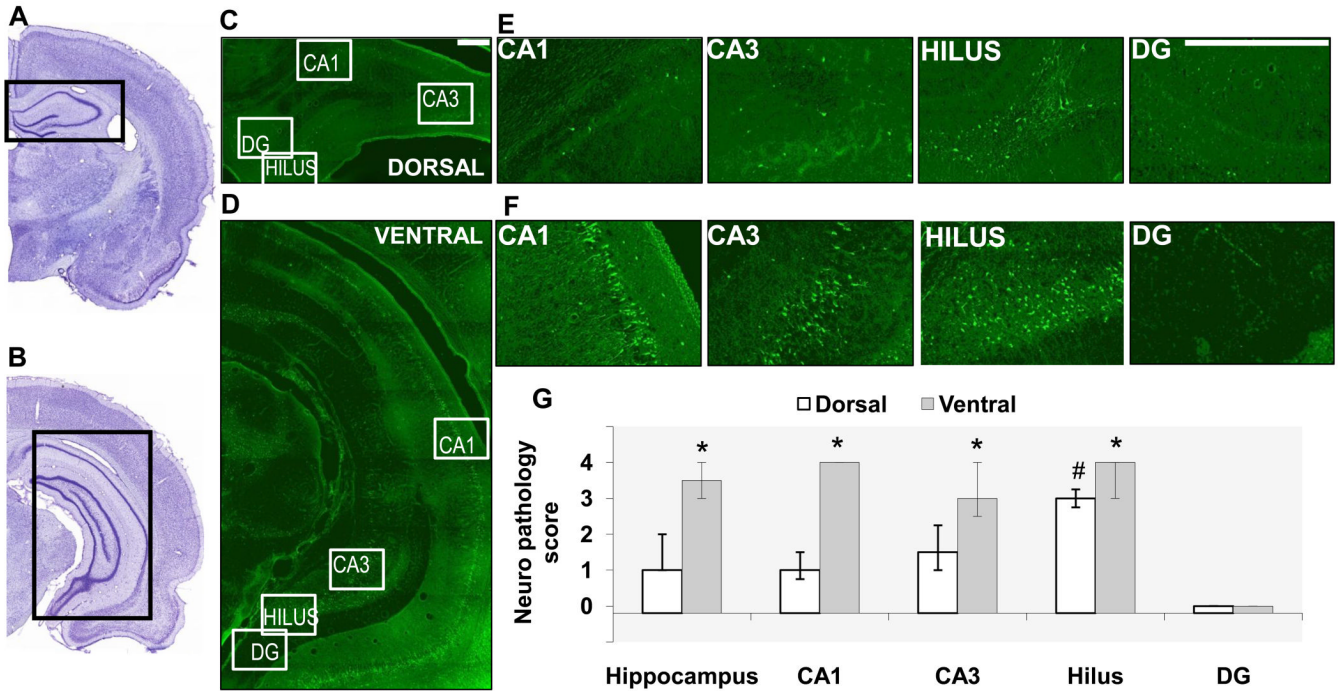 A
B
C
CA1
CA3
DG
HILUS
DORSAL
D
VENTRAL
CA1
CA3
HILUS
DG
E
CA1
CA3
HILUS
DG
F
CA1
CA3
HILUS
DG
G
Dorsal
Ventral
Neuro pathology
score
4
3
2
1
0
*
*
*
#
*
Hippocampus
CA1
CA3
Hilus
DG